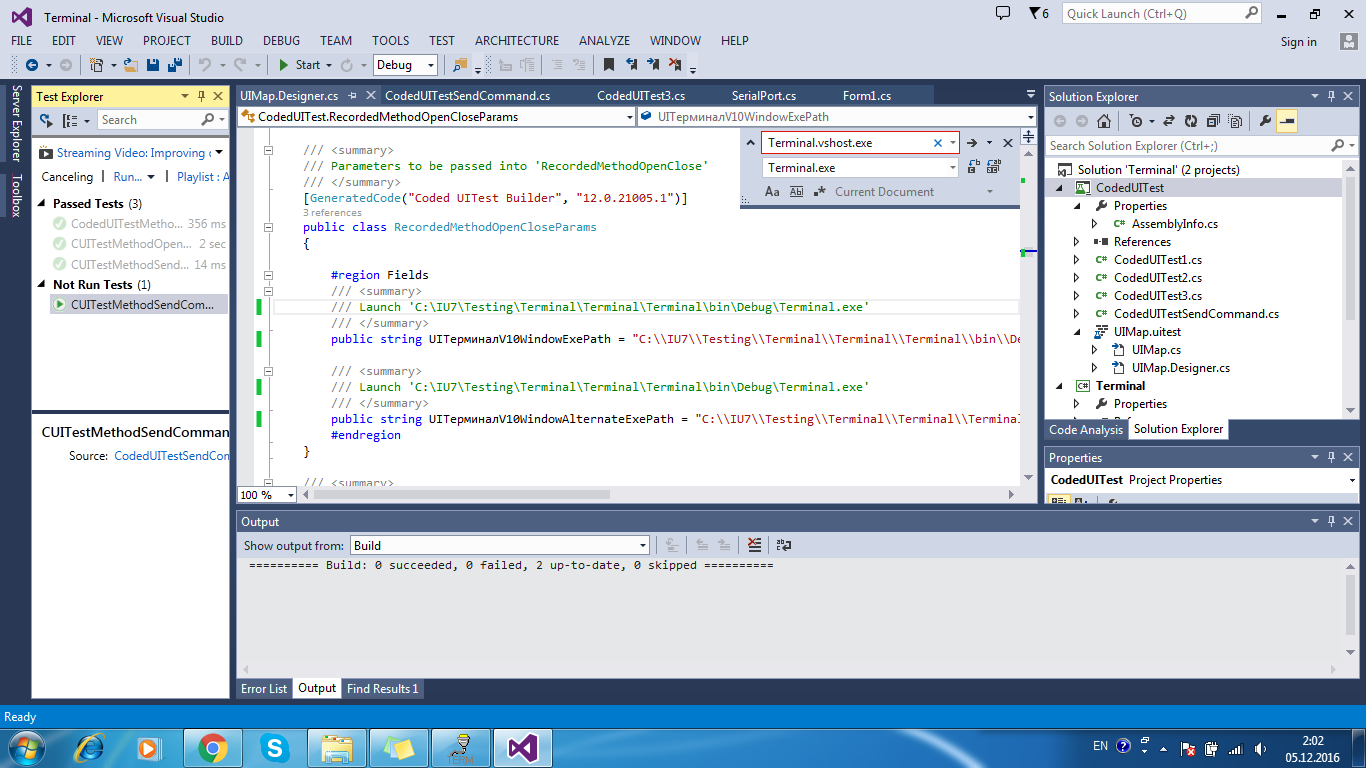 Terminal - Microsoft Visual Studio
6
Quick Launch (Ctrl+Q)
FILE EDIT VIEW PROJECT BUILD DEBUG TEAM TOOLS TEST ARCHITECTURE ANALYZE WINDOW HELP
Sign in
Start
Debug
Server Explorer
Toolbox
Test Explorer
Search
Streaming Video: Improving
Canceling
Run...
Playlist : A
Passed Tests (3)
CodedUITestMetho... 356 ms
CUITestMethodOpen... 2 sec
CUITestMethodSend... 14 ms
Not Run Tests (1)
CUITestMethodSendCom...
CUITestMethodSendComman
Source: CodedUITestSendCom
UIMap.Designer.cs CodedUITestSendCommand.cs CodedUITest3.cs SerialPort.cs Form1.cs
CodedUITest.RecordedMethodOpenCloseParams
UIТерминалV10WindowExePath
Terminal.vshost.exe
Terminal.exe
Aa Ab Current Document
/// <summary>
/// Parameters to be passed into 'RecordedMethodOpenClose'
/// </summary>
[GeneratedCode("Coded UITest Builder", "12.0.21005.1")]
3 references
public class RecordedMethodOpenCloseParams
{
#region Fields
/// <summary>
/// Launch 'C:\IU7\Testing\Terminal\Terminal\Terminal\bin\Debug\Terminal.exe'
/// </summary>
public string UIТерминалV10WindowExePath = "C:\\IU7\\Testing\\Terminal\\Terminal\\Terminal\\bin\\De
/// <summary>
/// Launch 'C:\IU7\Testing\Terminal\Terminal\Terminal\bin\Debug\Terminal.exe'
/// </summary>
public string UIТерминалV10WindowAlternateExePath = "C:\\IU7\\Testing\\Terminal\\Terminal\\Terminal
#endregion
}
/// <summary>
100 %
Output
Show output from: Build
========== Build: 0 succeeded, 0 failed, 2 up-to-date, 0 skipped ==========
Error List Output Find Results 1
Solution Explorer
Search Solution Explorer (Ctrl+;)
Solution 'Terminal' (2 projects)
CodedUITest
Properties
C# AssemblyInfo.cs
References
C# CodedUITest1.cs
C# CodedUITest2.cs
C# CodedUITest3.cs
C# CodedUITestSendCommand.cs
UIMap.uitest
UIMap.cs
UIMap.Designer.cs
C# Terminal
Properties
Code Analysis Solution Explorer
Properties
CodedUITest Project Properties
Ready
TERM
EN
2:02
05.12.2016